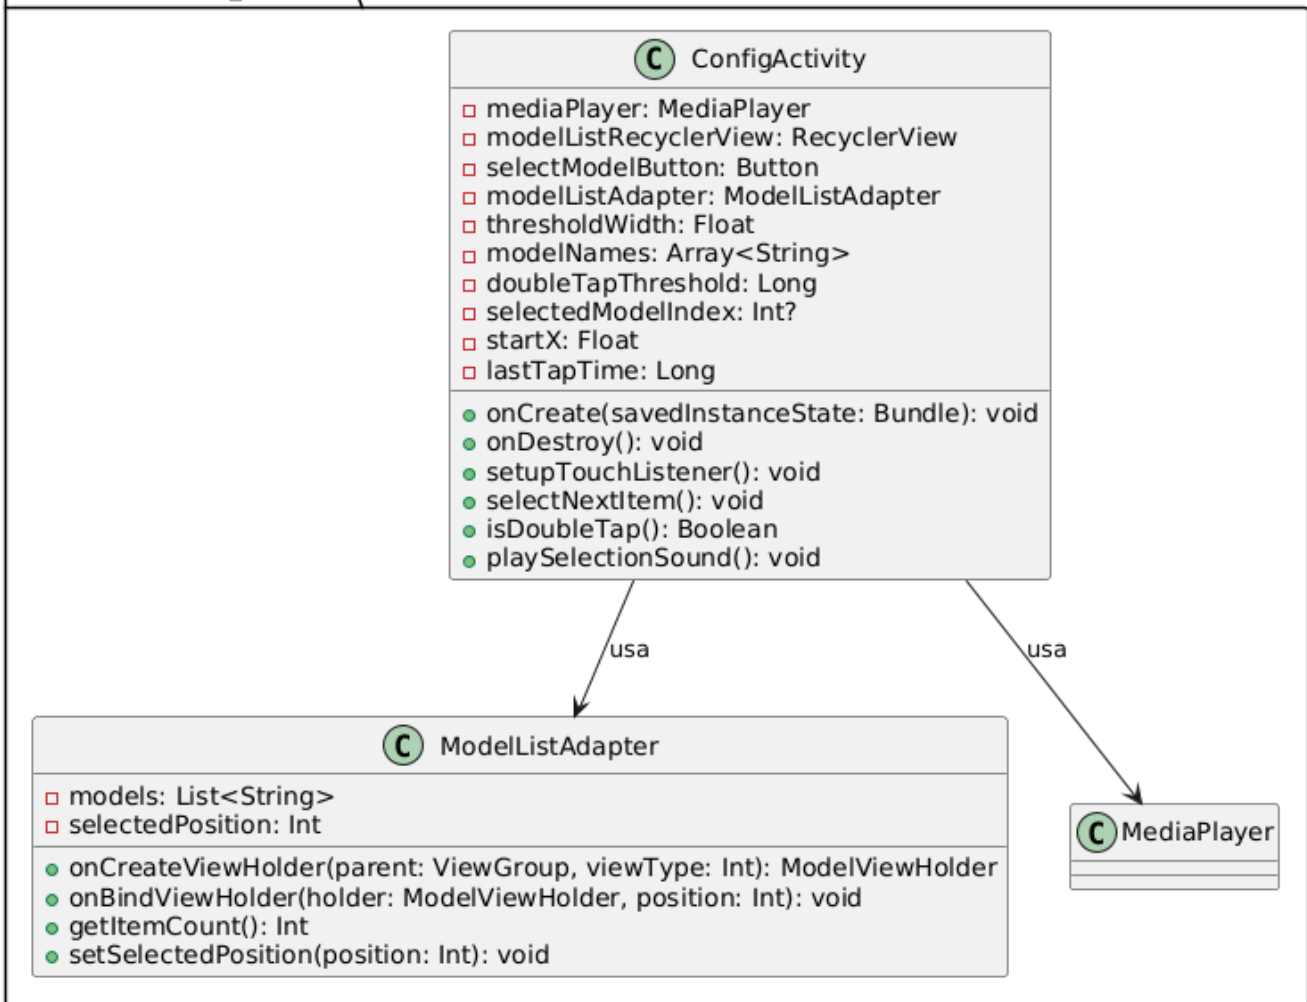 C ConfigActivity
mediaPlayer: MediaPlayer
modelListRecyclerView: RecyclerView
selectModelButton: Button
modelListAdapter: ModelListAdapter
thresholdWidth: Float
modelNames: Array<String>
doubleTapThreshold: Long
selectedModelIndex: Int?
startX: Float
lastTapTime: Long
onCreate(savedInstanceState: Bundle): void
onDestroy(): void
setupTouchListener(): void
selectNextItem(): void
isDoubleTap(): Boolean
playSelectionSound(): void
usa
usa
C ModelListAdapter
models: List<String>
selectedPosition: Int
onCreateViewHolder(parent: ViewGroup, viewType: Int): ModelViewHolder
onBindViewHolder(holder: ModelViewHolder, position: Int): void
getItemCount(): Int
setSelectedPosition(position: Int): void
C MediaPlayer